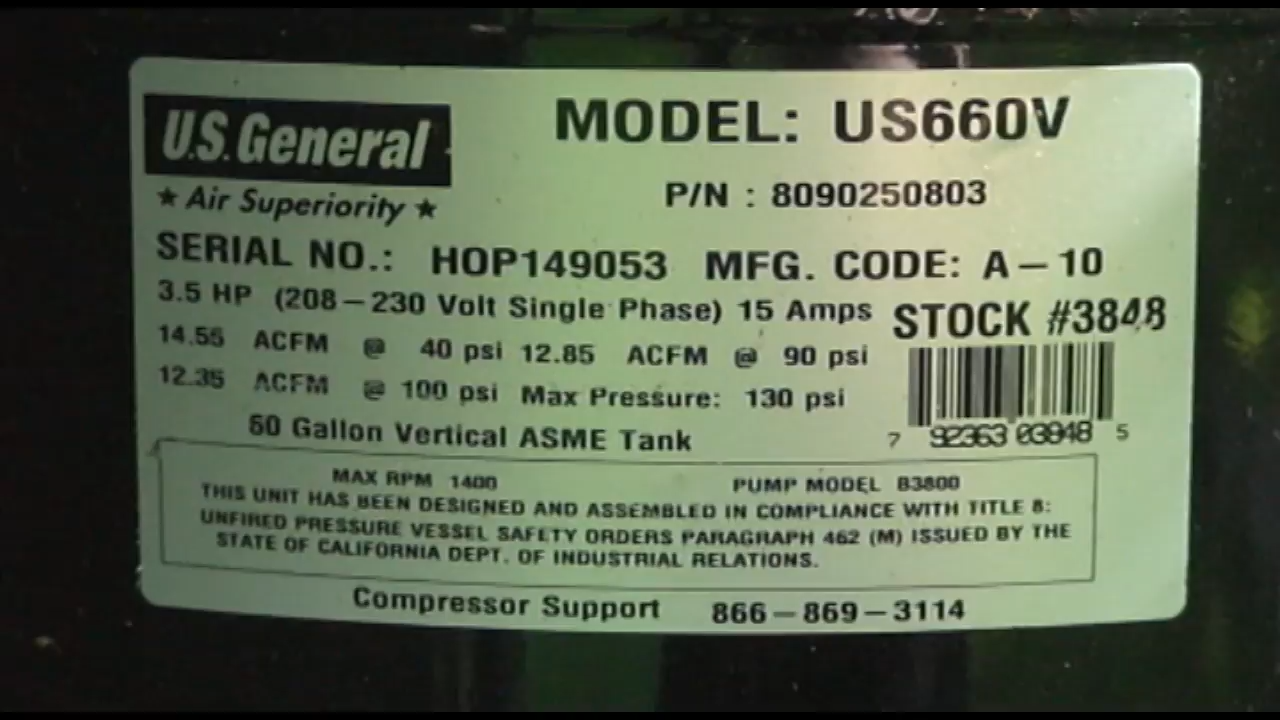 U.S. General
★ Air Superiority ★
MODEL: US660V
P/N : 8090250803
SERIAL NO.: HOP149053 MFG. CODE: A-10
3.5 HP (208-230 Volt Single Phase) 15 Amps
STOCK #3848
14.55 ACFM @ 40 psi 12.85 ACFM @ 90 psi
12.35 ACFM @ 100 psi Max Pressure: 130 psi
60 Gallon Vertical ASME Tank
7 92363 03848 5
MAX RPM 1400 PUMP MODEL B3800
THIS UNIT HAS BEEN DESIGNED AND ASSEMBLED IN COMPLIANCE WITH TITLE 8:
UNFIRED PRESSURE VESSEL SAFETY ORDERS PARAGRAPH 462 (M) ISSUED BY THE
STATE OF CALIFORNIA DEPT. OF INDUSTRIAL RELATIONS.
Compressor Support 866-869-3114